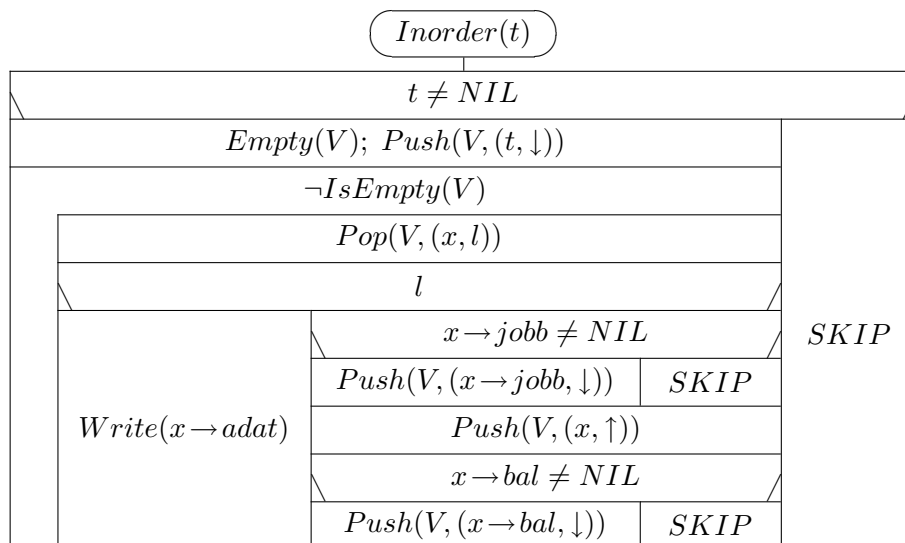 Inorder(t)
t ≠ NIL
Empty(V); Push(V, (t, ↓))
¬IsEmpty(V)
Pop(V, (x, l))
l
x→jobb ≠ NIL
SKIP
Push(V, (x→jobb, ↓)) SKIP
Write(x→adat)
Push(V, (x, ↑))
x→bal ≠ NIL
Push(V, (x→bal, ↓)) SKIP